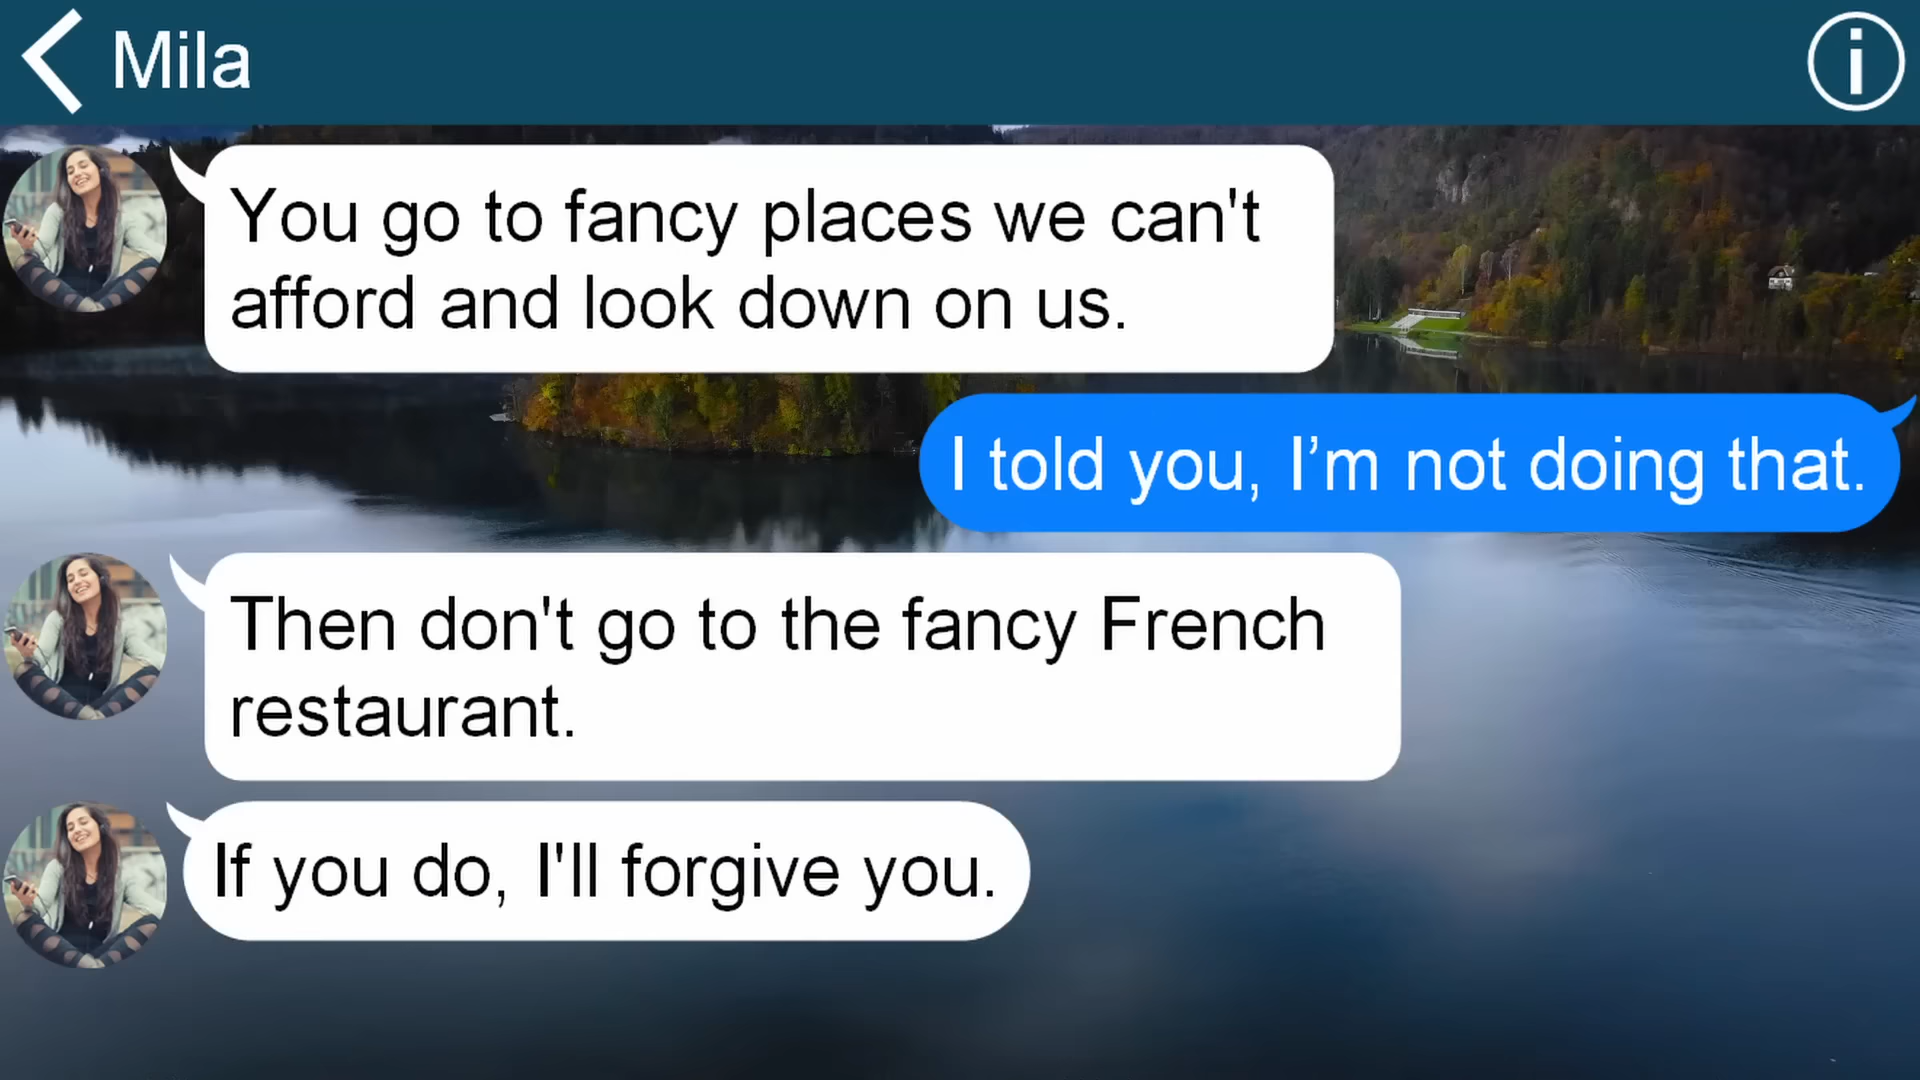 Mila
You go to fancy places we can't
afford and look down on us.
I told you, I’m not doing that.
Then don't go to the fancy French
restaurant.
If you do, I'll forgive you.